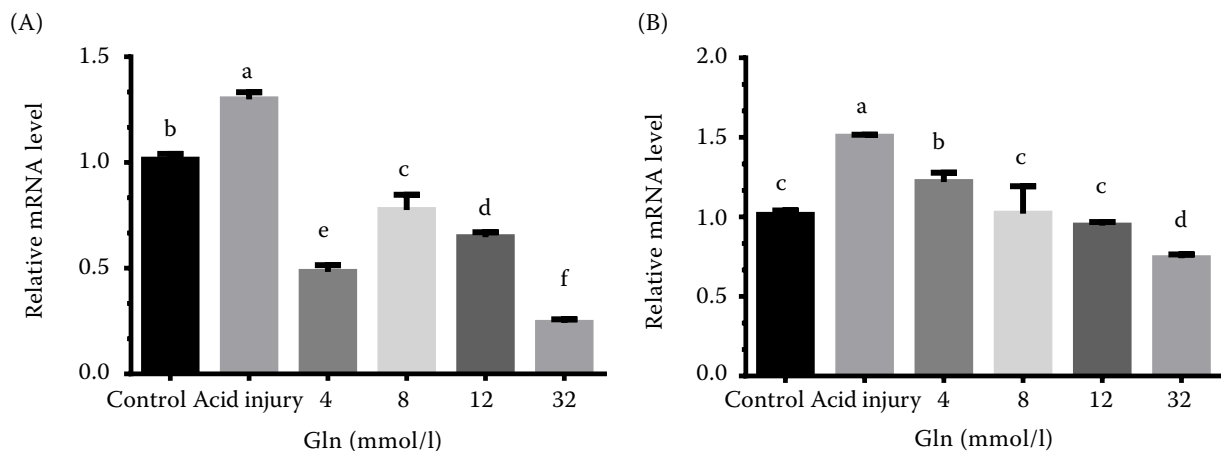 (A)
Relative mRNA level
1.5
1.0
0.5
0.0
b
a
e
c
d
f
Control Acid injury 4 8 12 32
Gln (mmol/l)
(B)
Relative mRNA level
2.0
1.5
1.0
0.5
0.0
c
a
b
c
c
d
Control Acid injury 4 8 12 32
Gln (mmol/l)